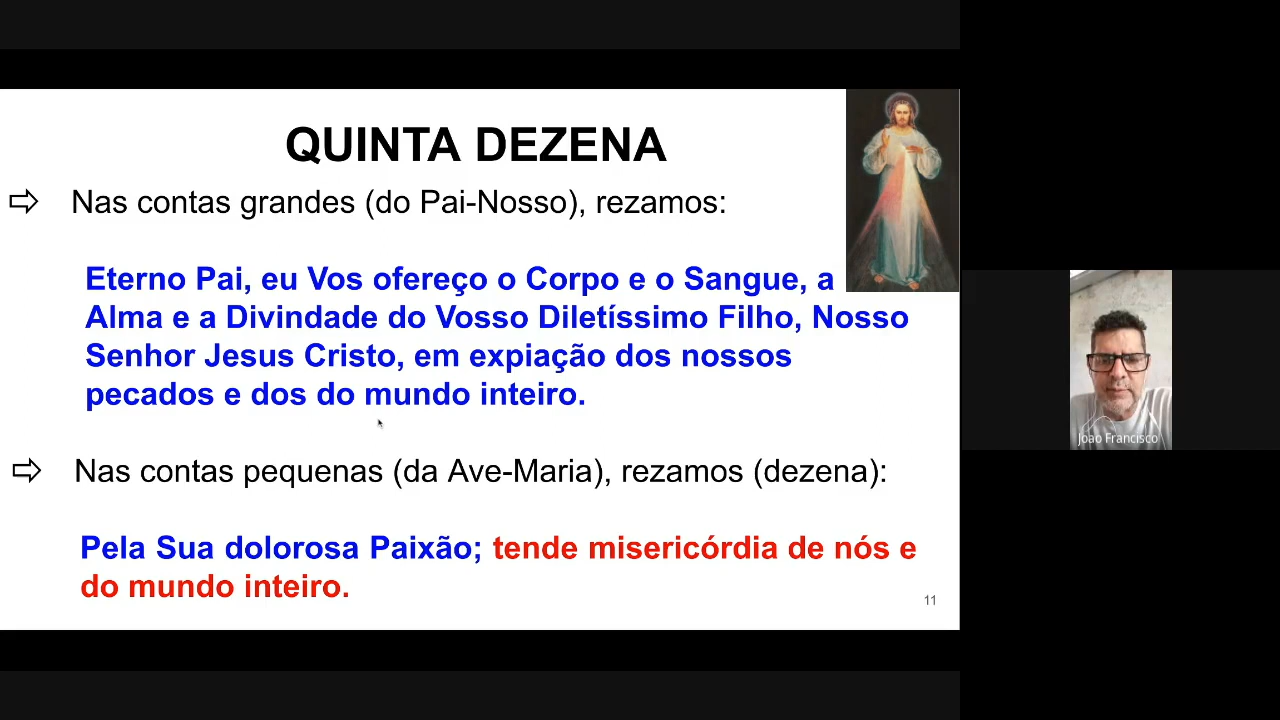 QUINTA DEZENA
⇨ Nas contas grandes (do Pai-Nosso), rezamos:
Eterno Pai, eu Vos ofereço o Corpo e o Sangue, a
Alma e a Divindade do Vosso Diletíssimo Filho, Nosso
Senhor Jesus Cristo, em expiação dos nossos
pecados e dos do mundo inteiro.
⇨ Nas contas pequenas (da Ave-Maria), rezamos (dezena):
Pela Sua dolorosa Paixão; tende misericórdia de nós e
do mundo inteiro.
11
Joao Francisco